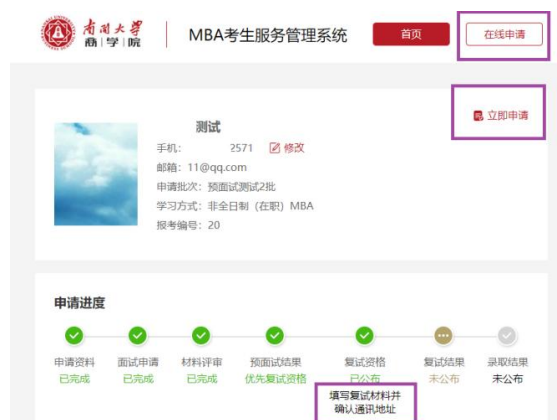 南开大学
商学院
MBA考生服务管理系统
首页
在线申请
立即申请
测试
手机： 2571 修改
邮箱：11@qq.com
申请批次：预面试测试2批
学习方式：非全日制（在职）MBA
报考编号：20
申请进度
申请资料 面试申请 材料评审 预面试结果 复试资格 复试结果 录取结果
已完成 已完成 已完成 优先复试资格 已公布 未公布 未公布
填写复试材料并
确认通讯地址